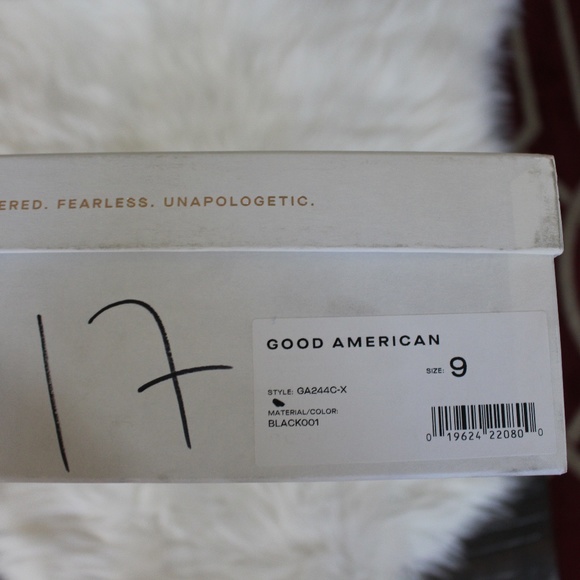 ERED. FEARLESS. UNAPOLOGETIC.
17
GOOD AMERICAN
SIZE: 9
STYLE: GA244C-X
MATERIAL/COLOR:
BLACK001
0 19624 22080 0